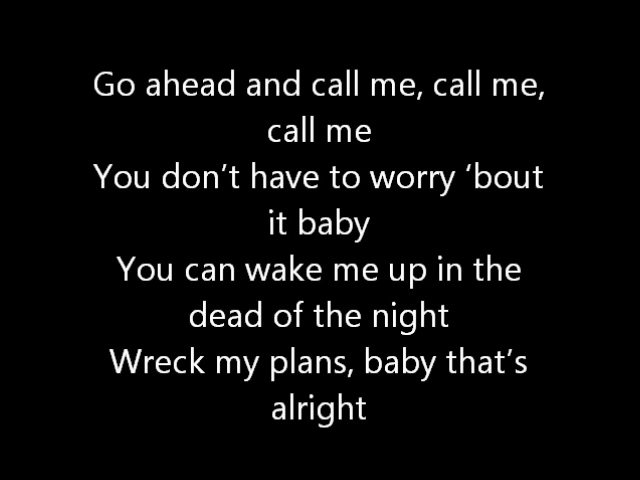 Go ahead and call me, call me,
call me
You don’t have to worry ‘bout
it baby
You can wake me up in the
dead of the night
Wreck my plans, baby that’s
alright